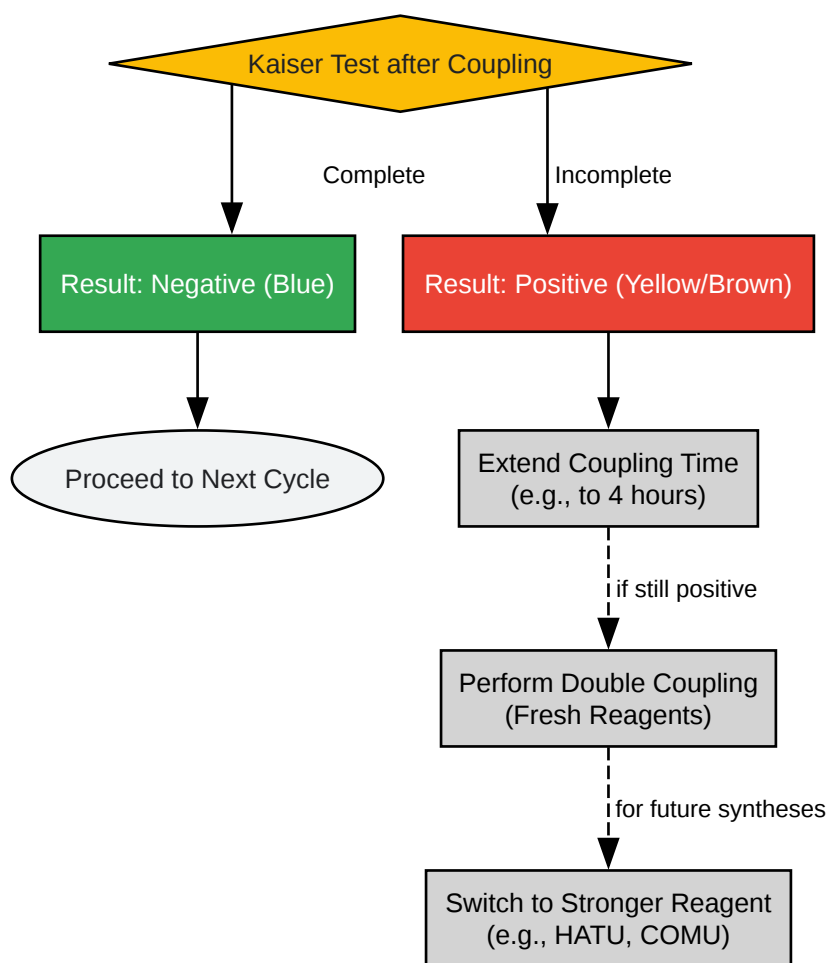 Kaiser Test after Coupling
Complete
Incomplete
Result: Negative (Blue)
Result: Positive (Yellow/Brown)
Proceed to Next Cycle
Extend Coupling Time
(e.g., to 4 hours)
if still positive
Perform Double Coupling
(Fresh Reagents)
for future syntheses
Switch to Stronger Reagent
(e.g., HATU, COMU)